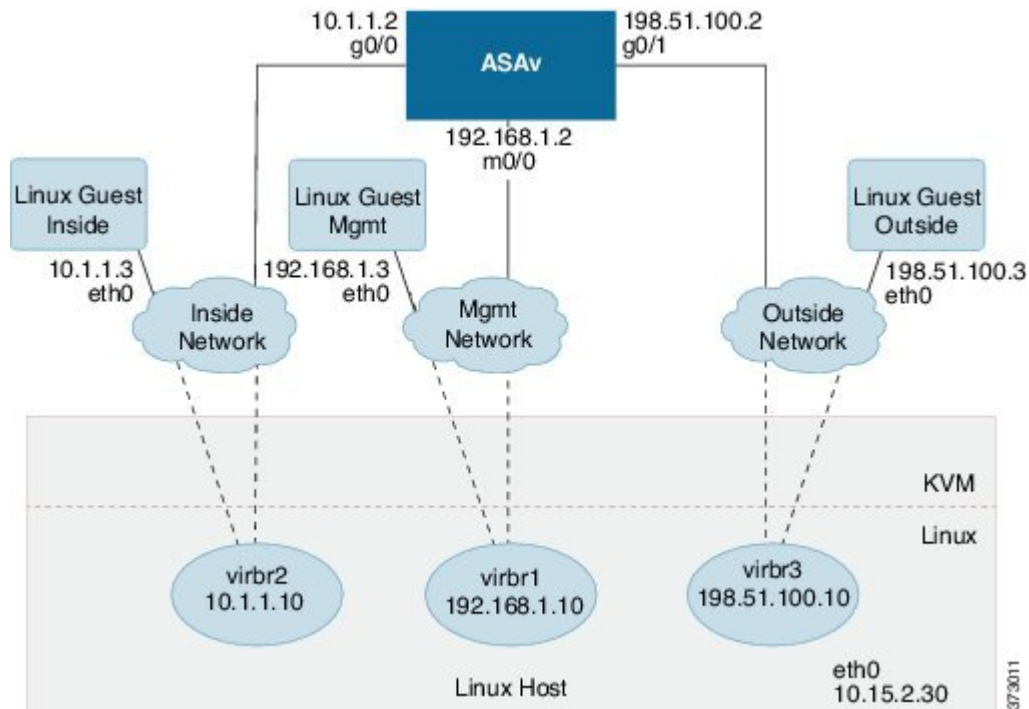 10.1.1.2
g0/0
ASAv
198.51.100.2
g0/1
192.168.1.2
m0/0
Linux Guest
Inside
Linux Guest
Mgmt
Linux Guest
Outside
10.1.1.3
eth0
192.168.1.3
eth0
198.51.100.3
eth0
Inside
Network
Mgmt
Network
Outside
Network
KVM
Linux
virbr2
10.1.1.10
virbr1
192.168.1.10
virbr3
198.51.100.10
Linux Host
eth0
10.15.2.30
373011